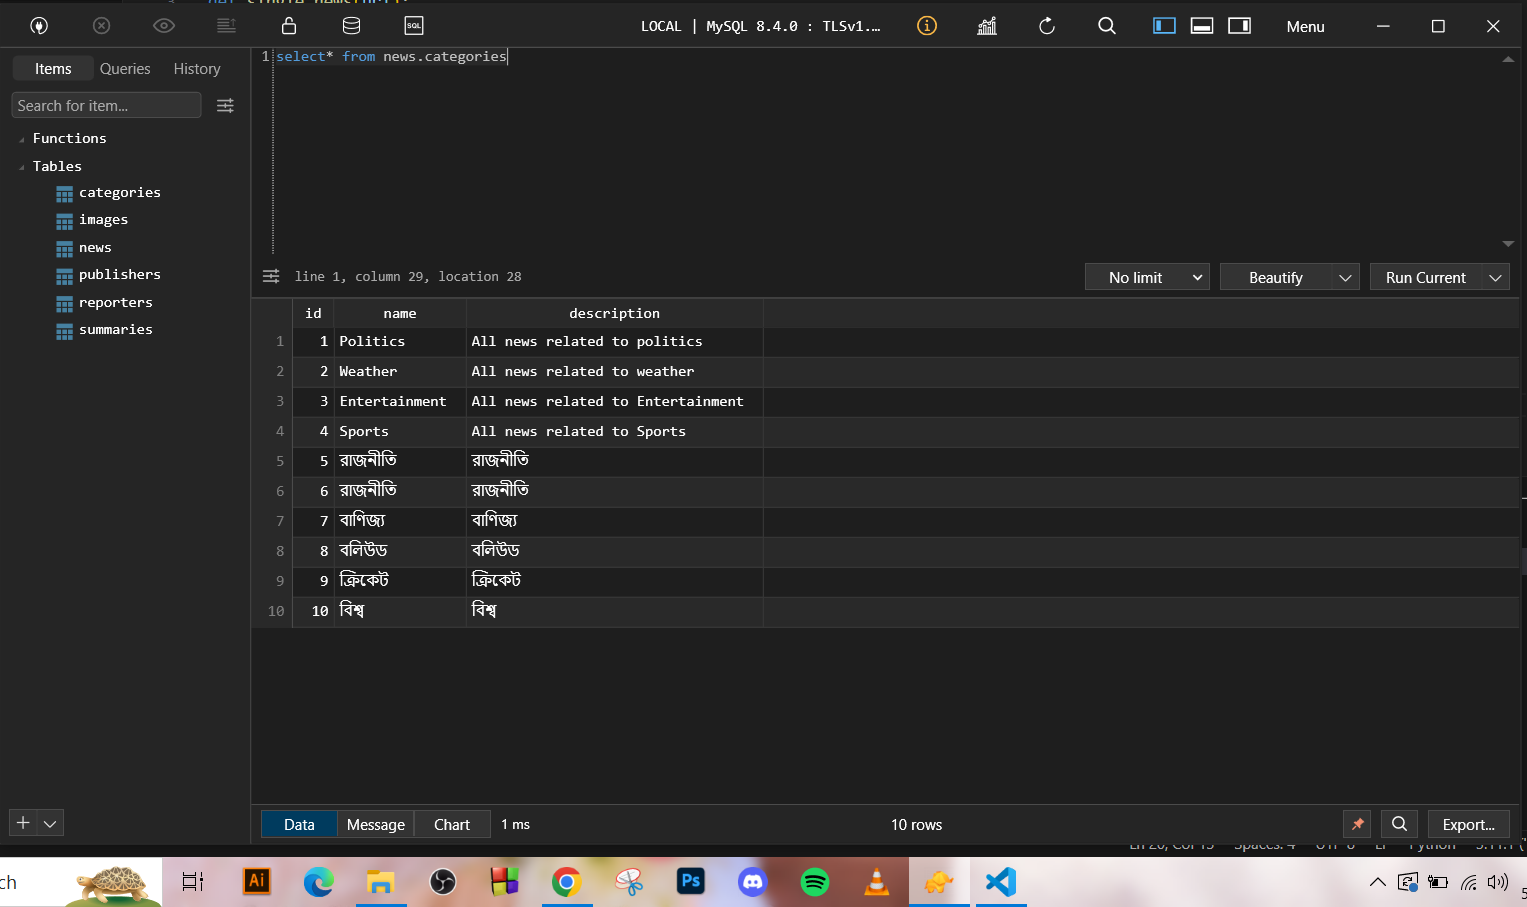 LOCAL | MySQL 8.4.0 : TLSv1.... Menu
Items Queries History
Search for item...
Functions
Tables
categories
images
news
publishers
reporters
summaries
1 select* from news.categories
line 1, column 29, location 28 No limit Beautify Run Current
id name description
1 1 Politics All news related to politics
2 2 Weather All news related to weather
3 3 Entertainment All news related to Entertainment
4 4 Sports All news related to Sports
5 5 রাজনীতি রাজনীতি
6 6 রাজনীতি রাজনীতি
7 7 বাণিজ্য বাণিজ্য
8 8 বলিউড বলিউড
9 9 ক্রিকেট ক্রিকেট
10 10 বিশ্ব বিশ্ব
Data Message Chart 1 ms 10 rows Export...
ch Ai Ps